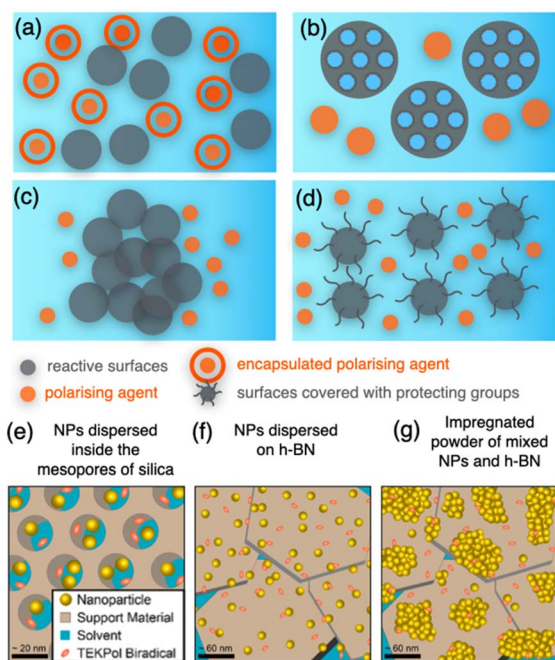 (a)
(b)
(c)
(d)
reactive surfaces
encapsulated polarising agent
polarising agent
surfaces covered with protecting groups
(e)
NPs dispersed
inside the
mesopores of silica
(f)
NPs dispersed
on h-BN
(g)
Impregnated
powder of mixed
NPs and h-BN
Nanoparticle
Support Material
Solvent
TEKPol Biradical
~ 20 nm
~ 60 nm
~ 60 nm